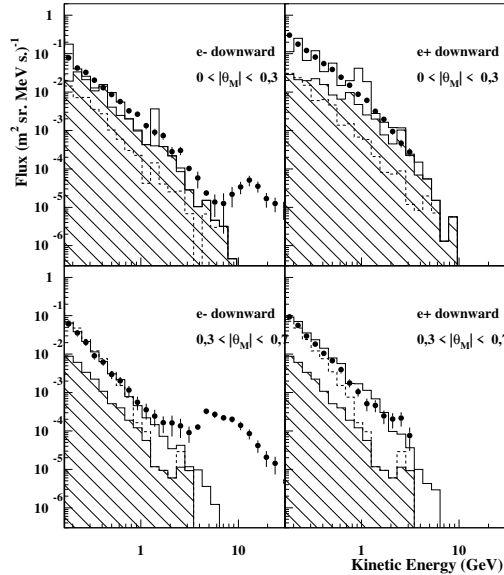 Flux (m² sr. MeV s.)⁻¹
1
10⁻¹
10⁻²
10⁻³
10⁻⁴
10⁻⁵
10⁻⁶
e- downward
0 < |θ_M| < 0,3
e+ downward
0 < |θ_M| < 0,3
1
10⁻¹
10⁻²
10⁻³
10⁻⁴
10⁻⁵
10⁻⁶
e- downward
0,3 < |θ_M| < 0,7
e+ downward
0,3 < |θ_M| < 0,7
1
10
1
10
Kinetic Energy (GeV)